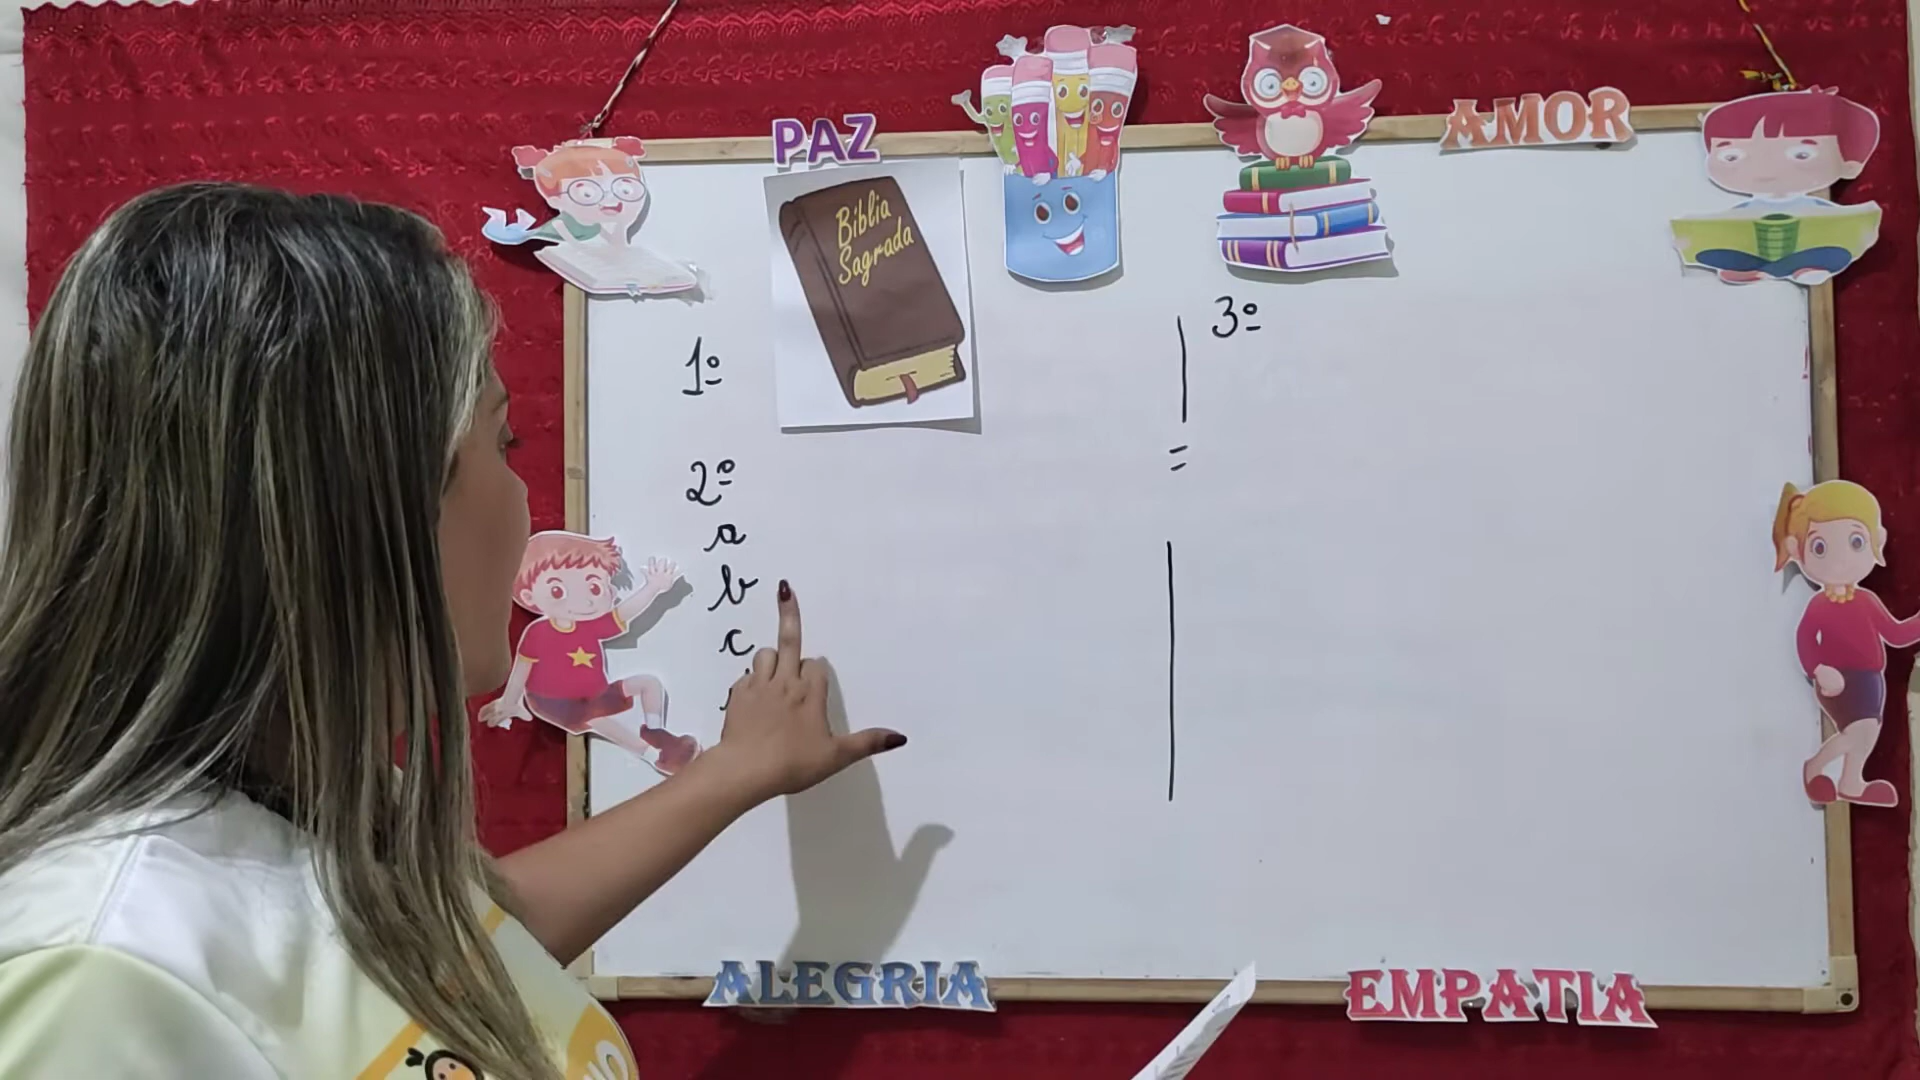 PAZ
AMOR
Bíblia
Sagrada
1º
2º
a
b
c
3º
=
ALEGRIA
EMPATIA